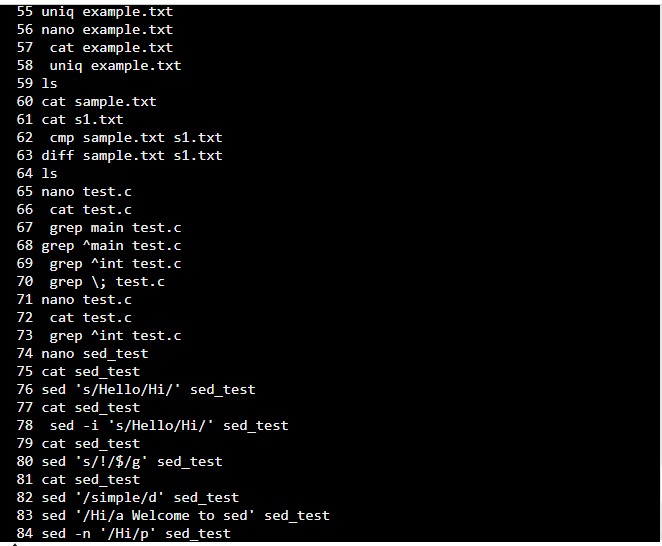 55 uniq example.txt
56 nano example.txt
57  cat example.txt
58  uniq example.txt
59 ls
60 cat sample.txt
61 cat s1.txt
62  cmp sample.txt s1.txt
63 diff sample.txt s1.txt
64 ls
65 nano test.c
66  cat test.c
67  grep main test.c
68 grep ^main test.c
69  grep ^int test.c
70  grep \; test.c
71 nano test.c
72  cat test.c
73  grep ^int test.c
74 nano sed_test
75 cat sed_test
76 sed 's/Hello/Hi/' sed_test
77 cat sed_test
78  sed -i 's/Hello/Hi/' sed_test
79 cat sed_test
80 sed 's/!/$/g' sed_test
81 cat sed_test
82 sed '/simple/d' sed_test
83 sed '/Hi/a Welcome to sed' sed_test
84 sed -n '/Hi/p' sed_test